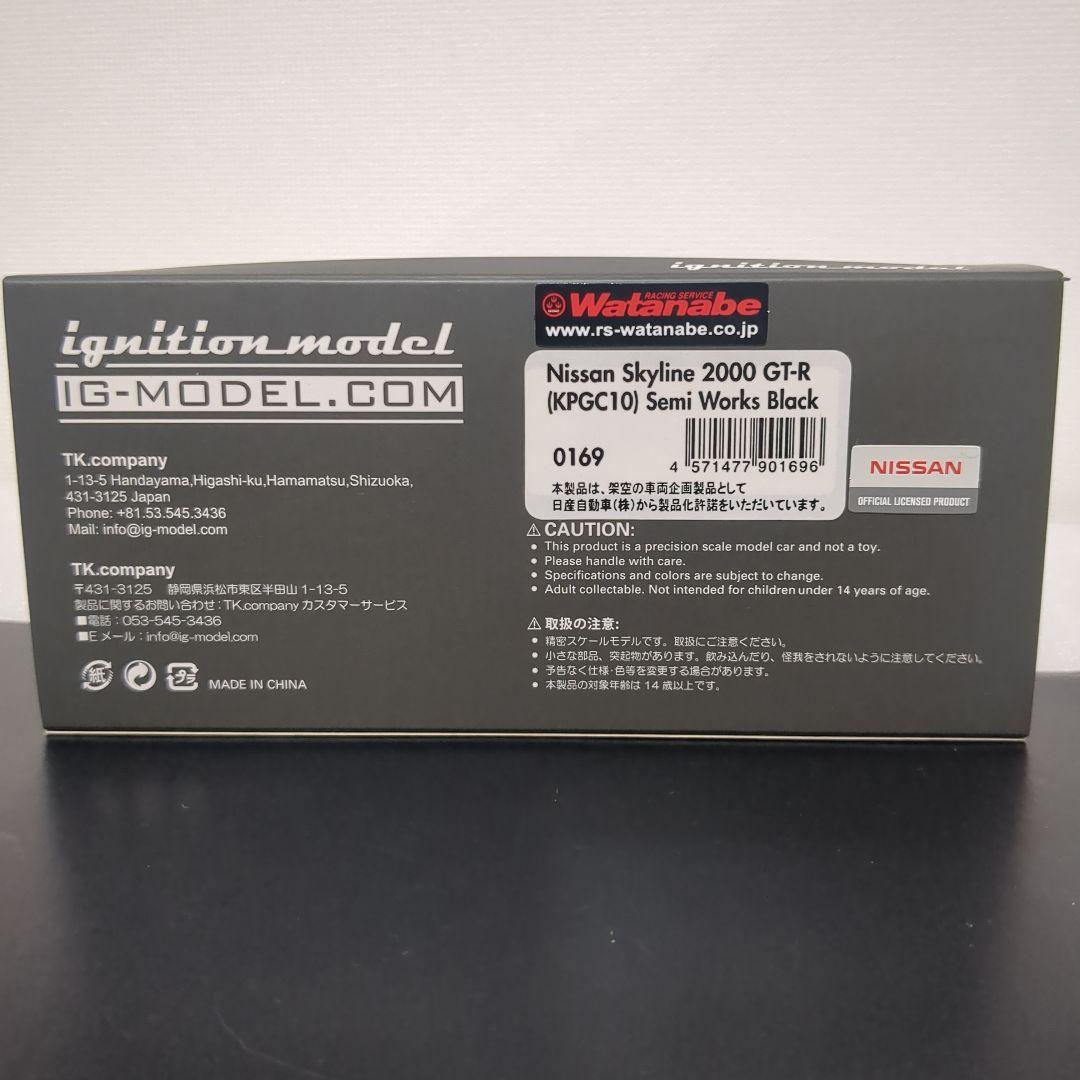 ignition model
ignition model
IG-MODEL.COM
TK.company
1-13-5 Handayama,Higashi-ku,Hamamatsu,Shizuoka,
431-3125 Japan
Phone: +81.53.545.3436
Mail: info@ig-model.com
TK.company
〒431-3125 静岡県浜松市東区半田山1-13-5
製品に関するお問い合わせ:TK.company カスタマーサービス
■電話:053-545-3436
■Eメール:info@ig-model.com
紙
プラ
MADE IN CHINA
RACING SERVICE
Watanabe
www.rs-watanabe.co.jp
Nissan Skyline 2000 GT-R
(KPGC10) Semi Works Black
0169
4 571477 901696
本製品は、架空の車両企画製品として
日産自動車(株)から製品化許諾をいただいています。
NISSAN
OFFICIAL LICENSED PRODUCT
⚠CAUTION:
• This product is a precision scale model car and not a toy.
• Please handle with care.
• Specifications and colors are subject to change.
• Adult collectable. Not intended for children under 14 years of age.
⚠取扱の注意:
• 精密スケールモデルです。取扱にご注意ください。
• 小さな部品、突起物があります。飲み込んだり、怪我をされないように注意してください。
• 予告なく仕様・色等を変更する場合があります。
• 本製品の対象年齢は14歳以上です。